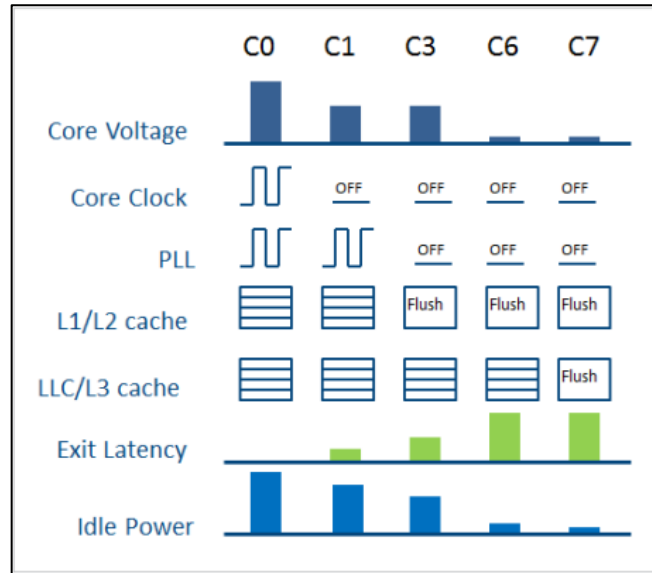 C0 C1 C3 C6 C7
Core Voltage
Core Clock OFF OFF OFF OFF
PLL OFF OFF OFF
L1/L2 cache Flush Flush Flush
LLC/L3 cache Flush
Exit Latency
Idle Power